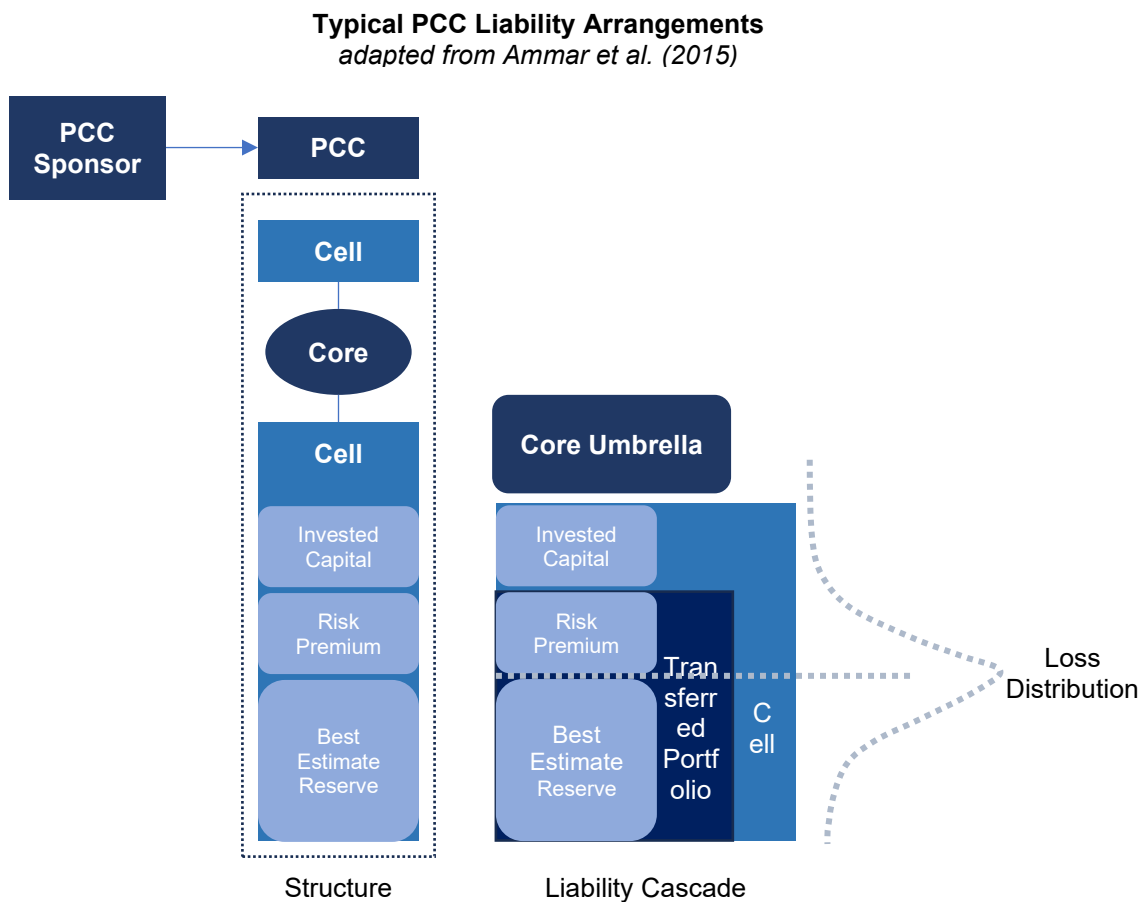 Typical PCC Liability Arrangements
adapted from Ammar et al. (2015)
PCC
Sponsor
PCC
Cell
Core
Cell
Invested
Capital
Risk
Premium
Best
Estimate
Reserve
Structure
Core Umbrella
Invested
Capital
Risk
Premium
Best
Estimate
Reserve
Tran
sferr
ed
Portf
olio
C
ell
Liability Cascade
Loss
Distribution